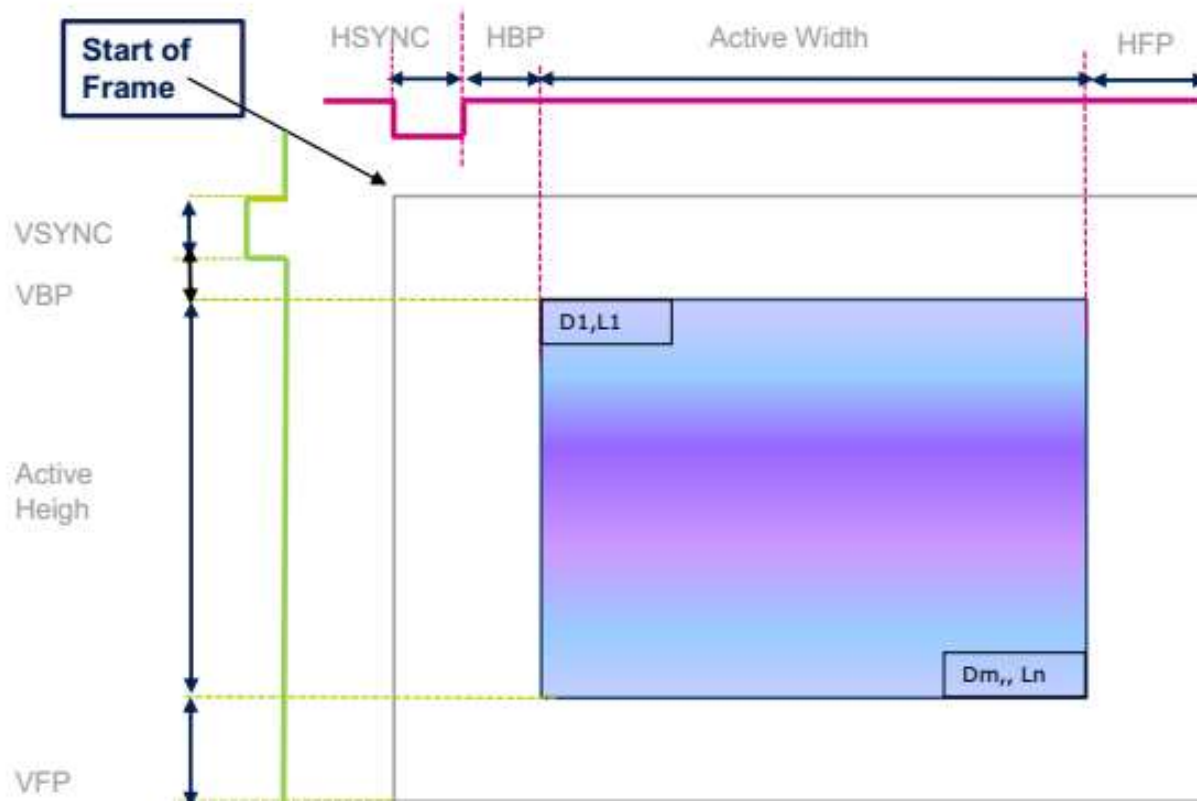 Start of
Frame
HSYNC
HBP
Active Width
HFP
VSYNC
VBP
D1,L1
Active
Heigh
Dm,, Ln
VFP